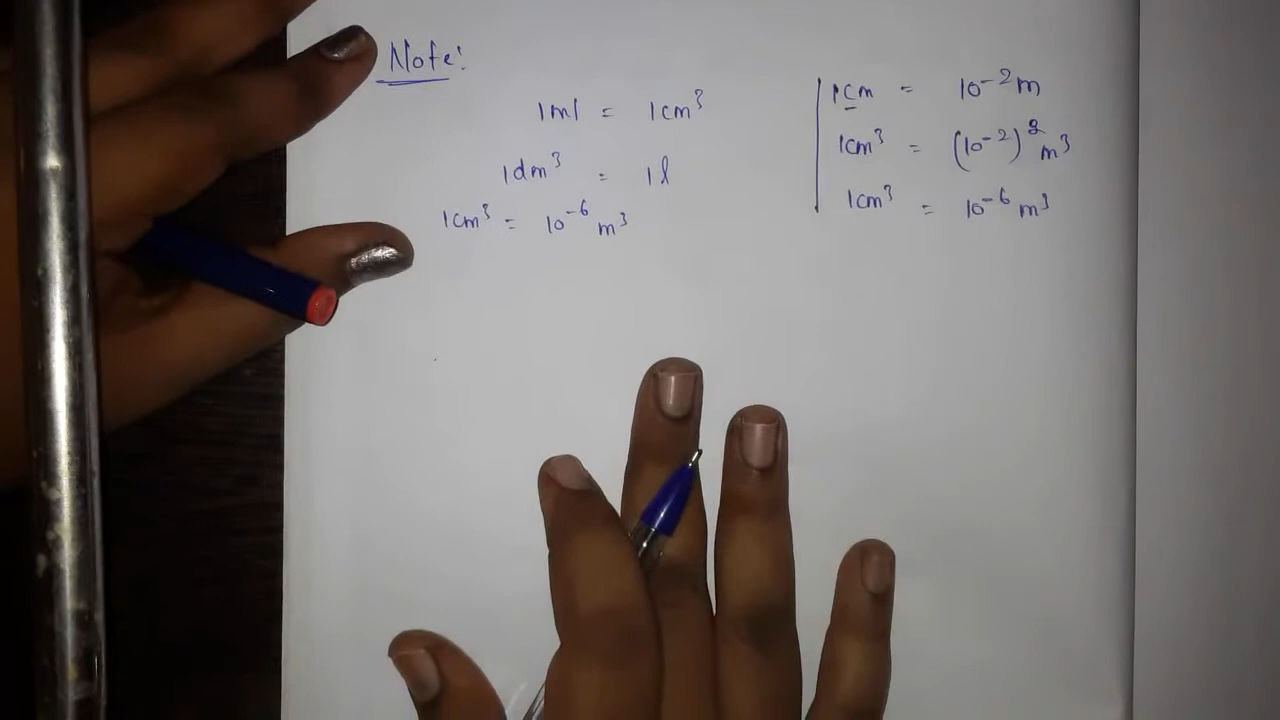 Note:
1ml = 1cm³
1dm³ = 1l
1cm³ = 10⁻⁶ m³
1cm = 10⁻² m
1cm³ = (10⁻²)³ m³
1cm³ = 10⁻⁶ m³